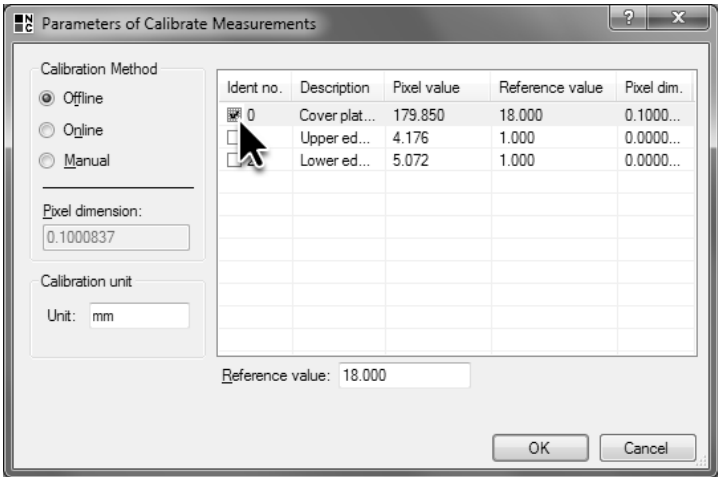 Parameters of Calibrate Measurements
Calibration Method
Offline
Online
Manual
Pixel dimension:
0.1000837
Calibration unit
Unit: mm
Ident no. Description Pixel value Reference value Pixel dim.
0 Cover plat... 179.850 18.000 0.1000...
Upper ed... 4.176 1.000 0.0000...
Lower ed... 5.072 1.000 0.0000...
Reference value: 18.000
OK Cancel